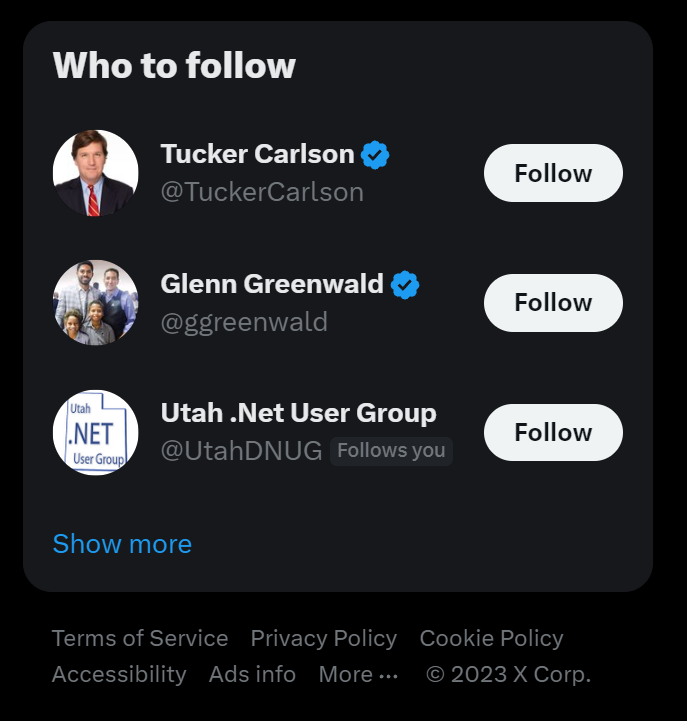 Who to follow
Tucker Carlson
@TuckerCarlson
Follow
Glenn Greenwald
@ggreenwald
Follow
Utah
.NET
User Group
Utah .Net User Group
@UtahDNUG Follows you
Follow
Show more
Terms of Service Privacy Policy Cookie Policy
Accessibility Ads info More ··· © 2023 X Corp.